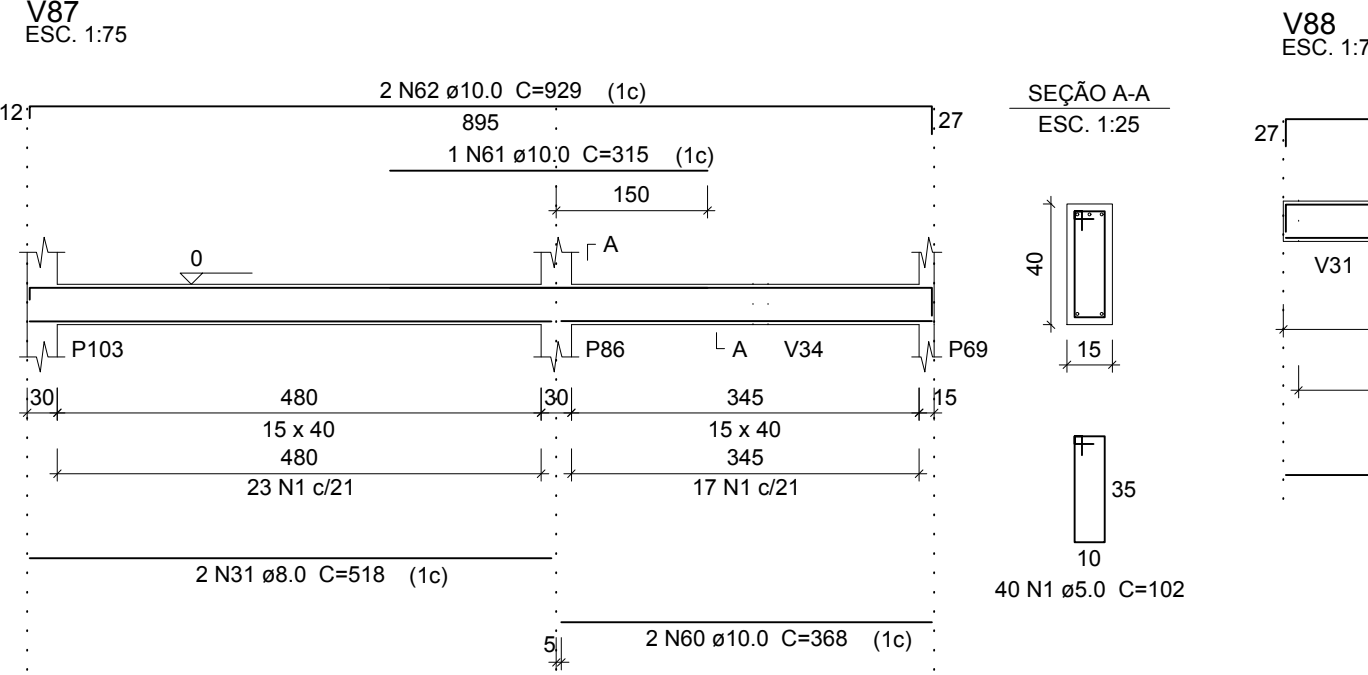 V87
ESC. 1:75
2 N62 ø10.0 C=929 (1c)
12
895
27
1 N61 ø10.0 C=315 (1c)
150
A
0
P103
P86
A
V34
P69
30
480
30
345
15
15 x 40
15 x 40
480
345
23 N1 c/21
17 N1 c/21
2 N31 ø8.0 C=518 (1c)
5
2 N60 ø10.0 C=368 (1c)
SEÇÃO A-A
ESC. 1:25
40
15
35
10
40 N1 ø5.0 C=102
V88
ESC. 1:7
27
V31